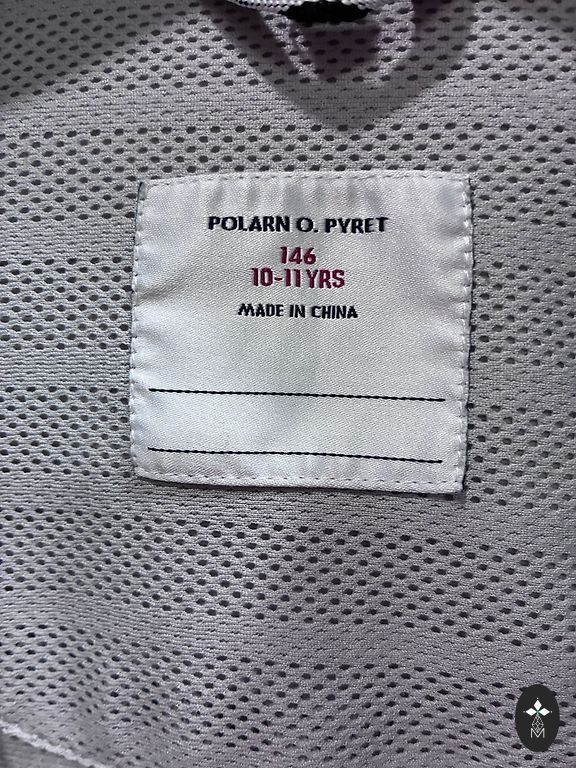 POLARN O. PYRET
146
10-11 YRS
MADE IN CHINA
M